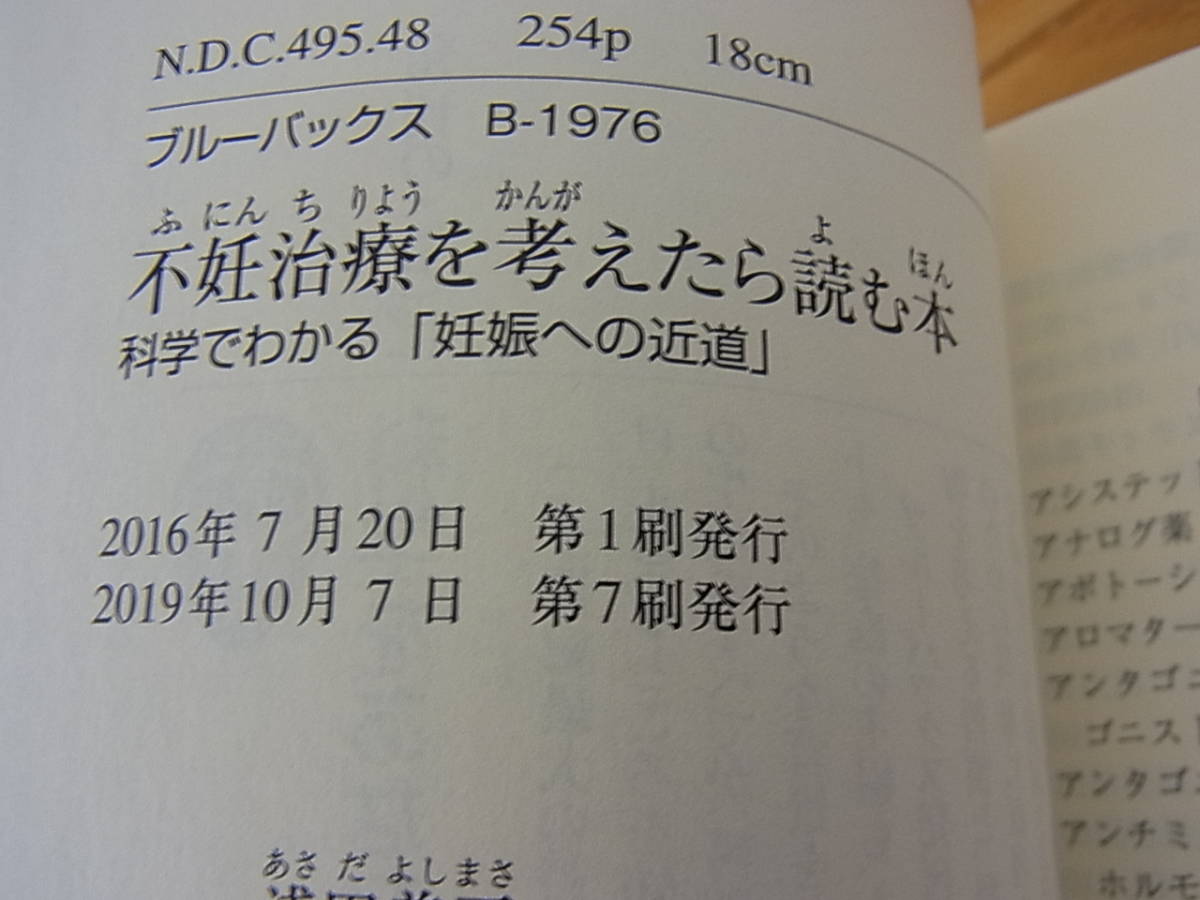 N.D.C.495.48 254p 18cm
ブルーバックス B-1976
ふ にん ち りょう かんが よ ほん
不妊治療を考えたら読む本
科学でわかる「妊娠への近道」
2016年7月20日 第1刷発行
2019年10月7日 第7刷発行
あさ だ よしまさ
アシステッ
アナログ薬
アポトーシ
アロマター
アンタゴニ
ゴニスト
アンタゴニ
アンチミ
ホルモ